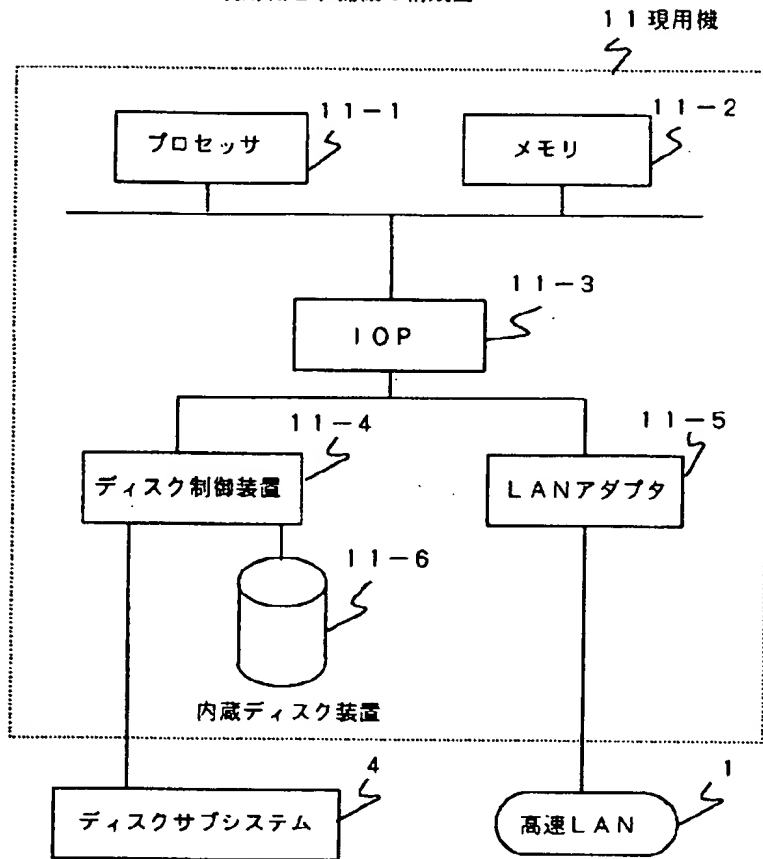 11現用機
11-1
プロセッサ
11-2
メモリ
11-3
IOP
11-4
ディスク制御装置
11-5
LANアダプタ
11-6
内蔵ディスク装置
4
ディスクサブシステム
1
高速LAN